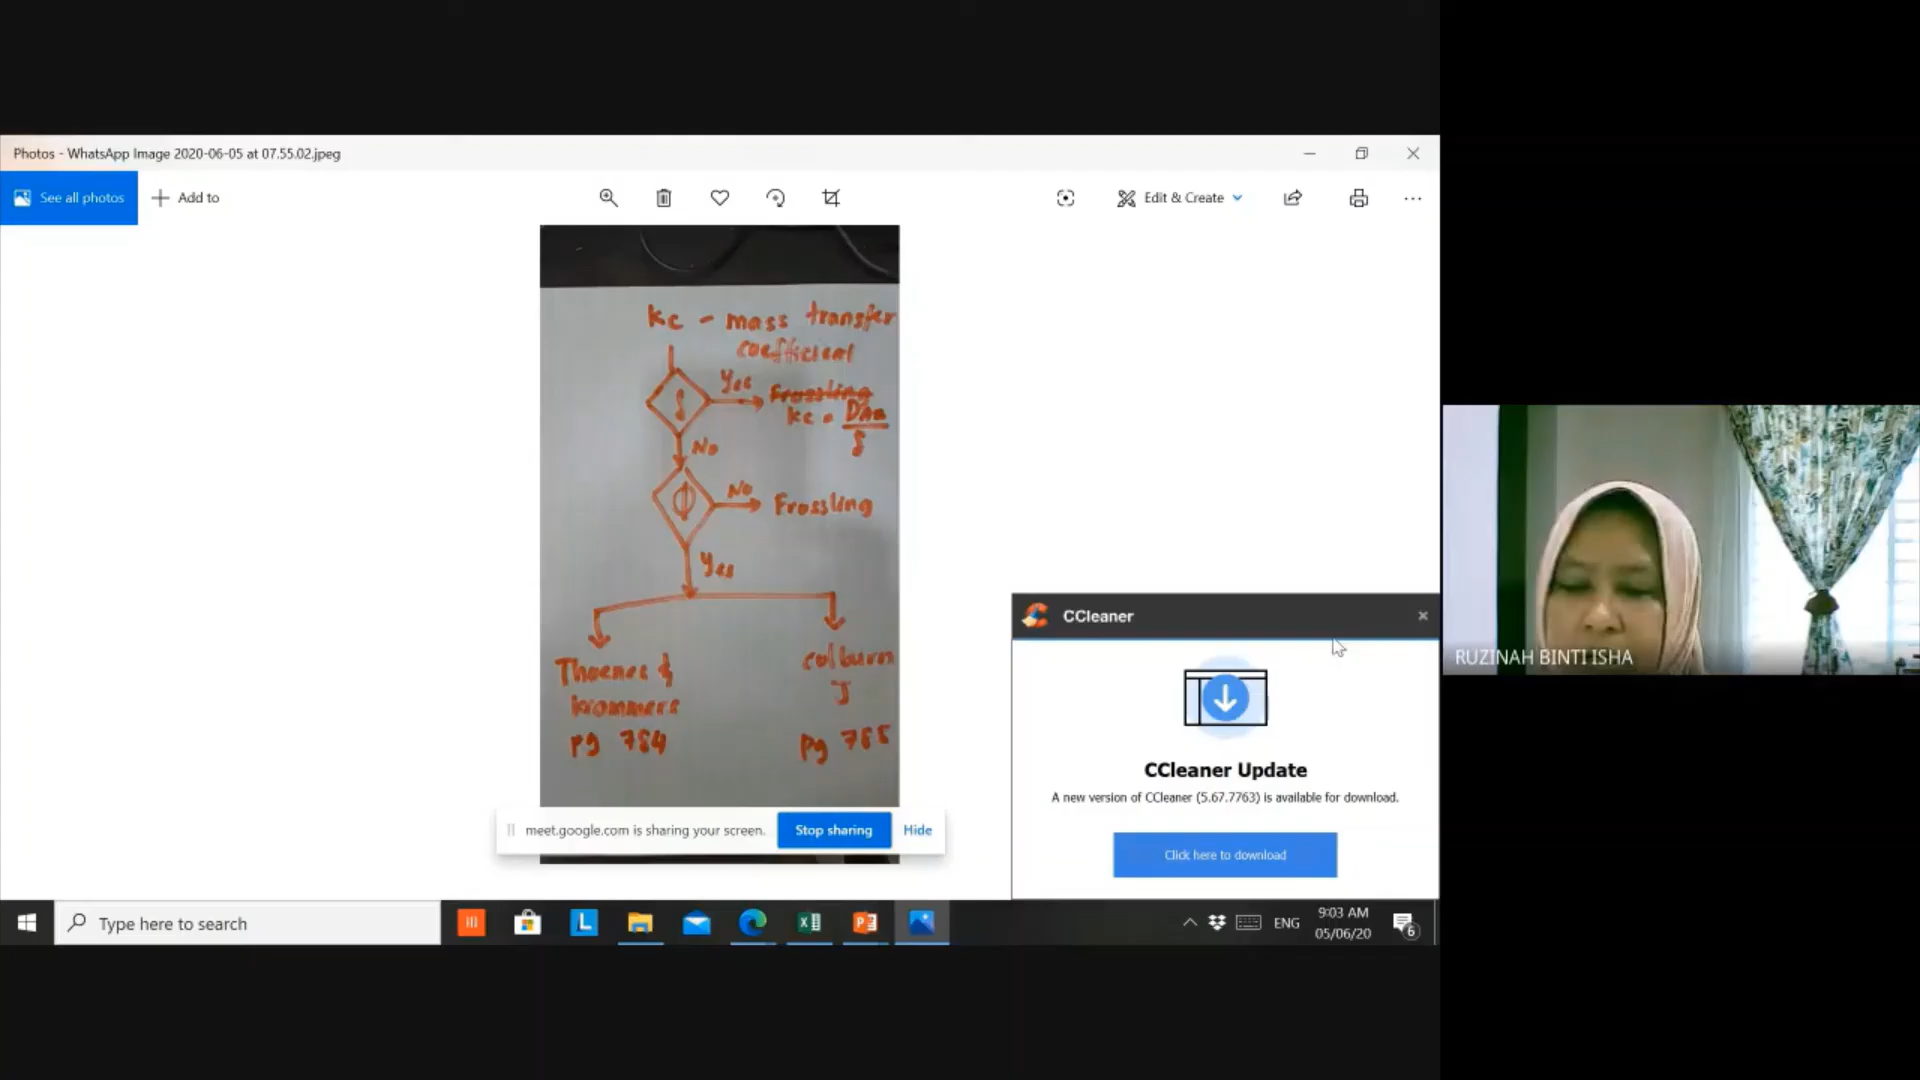 Photos - WhatsApp Image 2020-06-05 at 07.55.02.jpeg
See all photos
Add to
Edit & Create
kc - mass transfer
coefficient
δ
Yes
Frossling
kc = DAB
δ
No
Φ
No
Frossling
Yes
Thoenes &
krammers
Pg 784
colburn
J
Pg 785
meet.google.com is sharing your screen.
Stop sharing
Hide
CCleaner
CCleaner Update
A new version of CCleaner (5.67.7763) is available for download.
Click here to download
RUZINAH BINTI ISHA
Type here to search
ENG
9:03 AM
05/06/20
6